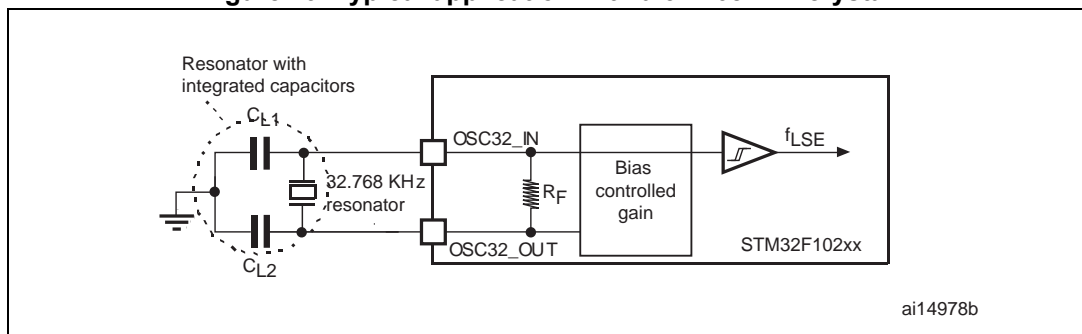 Resonator with
integrated capacitors
CL1
OSC32_IN
fLSE
32.768 KHz
resonator
RF
Bias
controlled
gain
OSC32_OUT
STM32F102xx
CL2
ai14978b